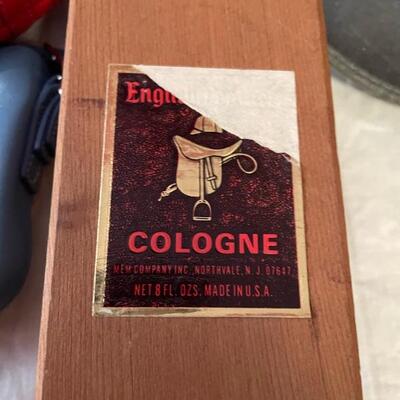 Engli
COLOGNE
MEM COMPANY INC., NORTHVALE, N. J. 07647
NET 8 FL. OZS. MADE IN U.S.A.